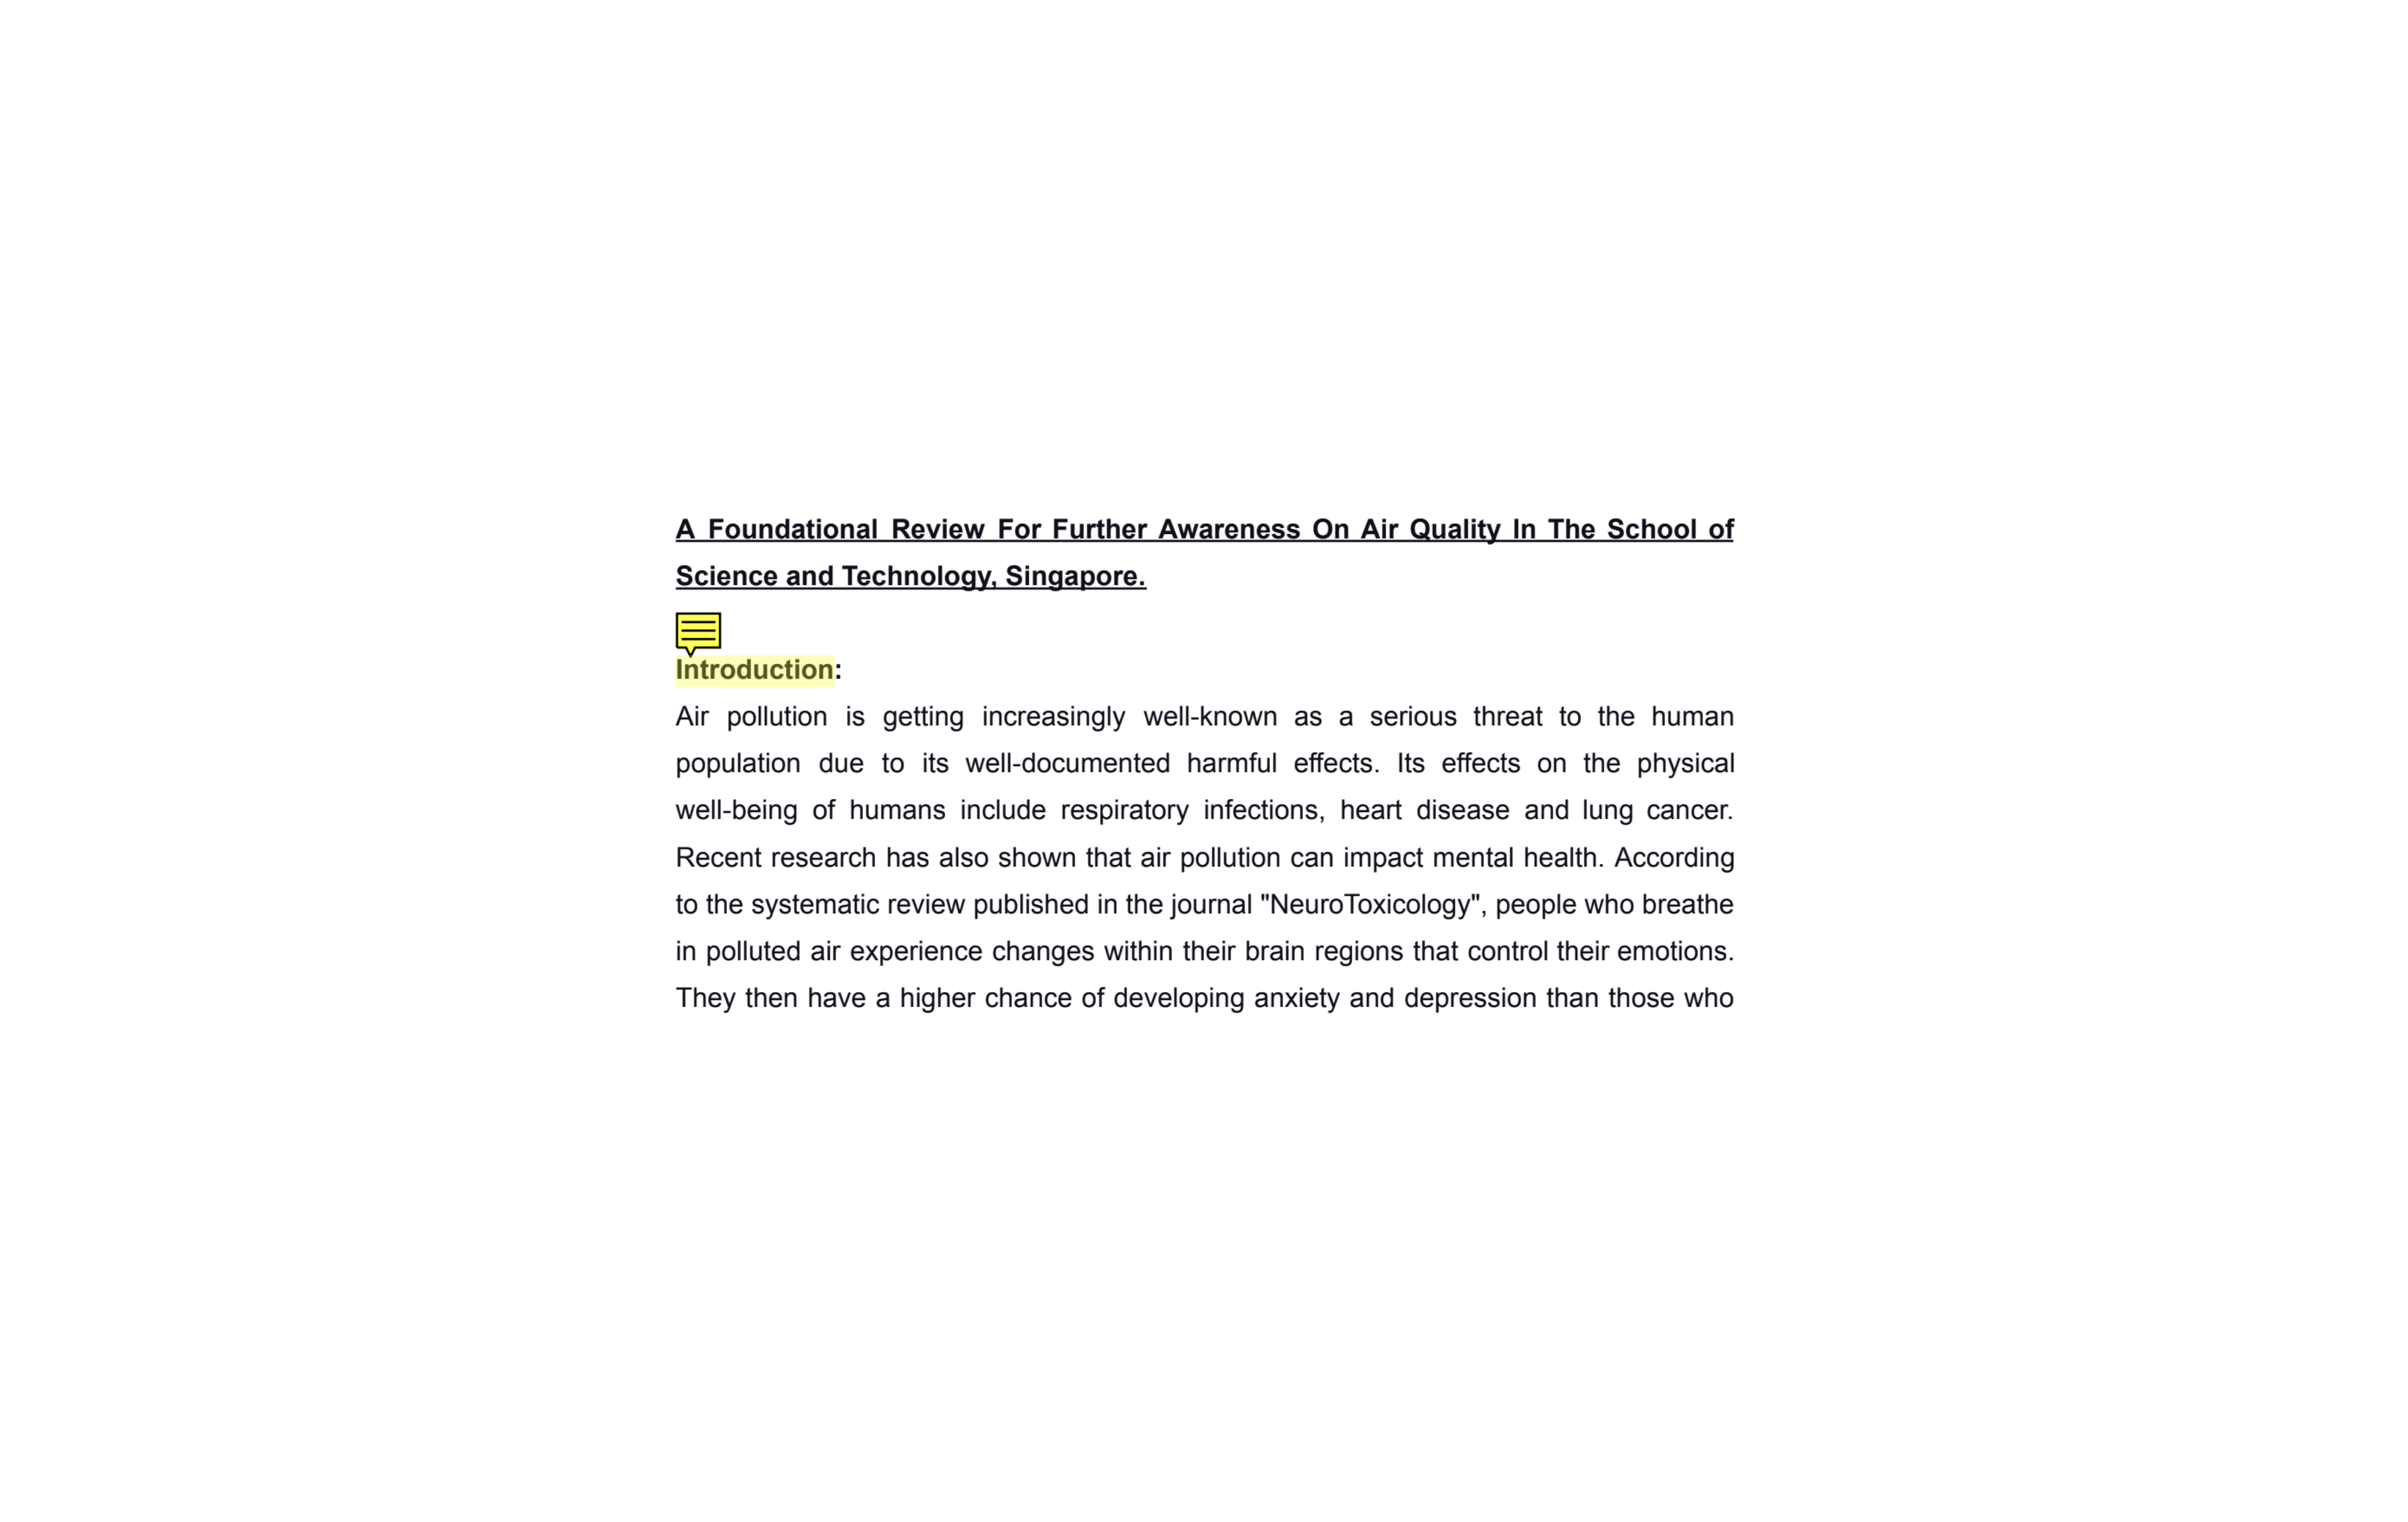 A Foundational Review For Further Awareness On Air Quality In The School of
Science and Technology, Singapore.
Introduction:
Air pollution is getting increasingly well-known as a serious threat to the human
population due to its well-documented harmful effects. Its effects on the physical
well-being of humans include respiratory infections, heart disease and lung cancer.
Recent research has also shown that air pollution can impact mental health. According
to the systematic review published in the journal "NeuroToxicology", people who breathe
in polluted air experience changes within their brain regions that control their emotions.
They then have a higher chance of developing anxiety and depression than those who